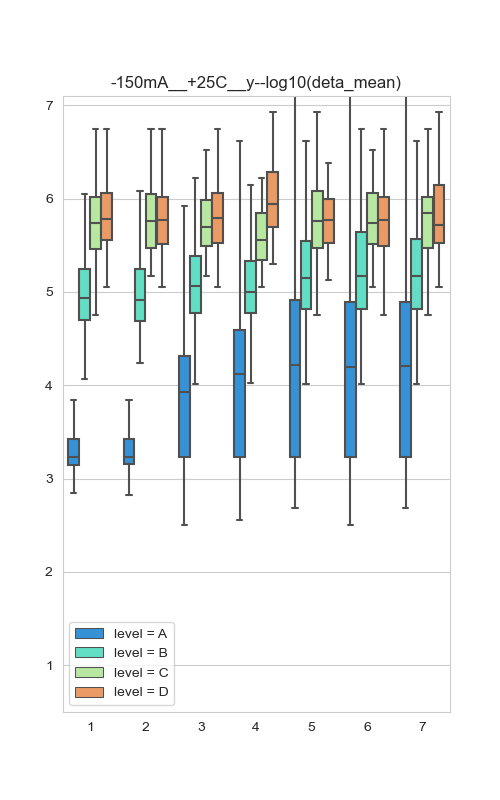 -150mA__+25C__y--log10(deta_mean)
7
6
5
4
3
2
1
level = A
level = B
level = C
level = D
1 2 3 4 5 6 7